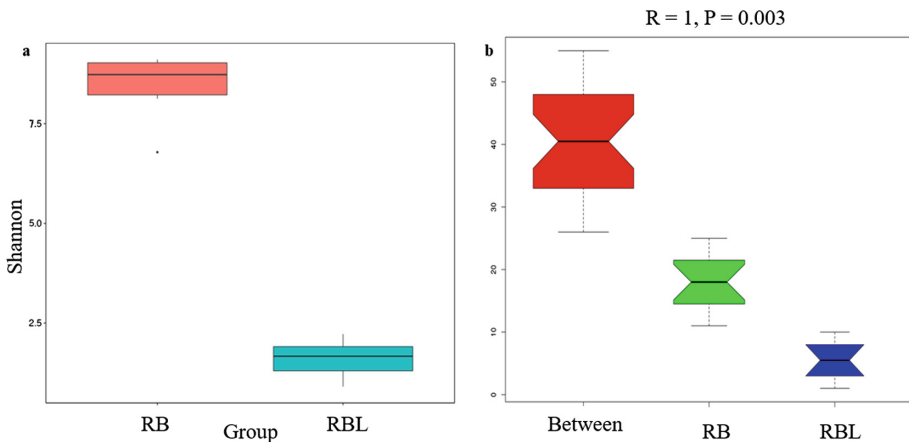 R = 1, P = 0.003
a
Shannon
7.5
5.0
2.5
RB
RBL
Group
b
50
40
30
20
10
0
Between
RB
RBL